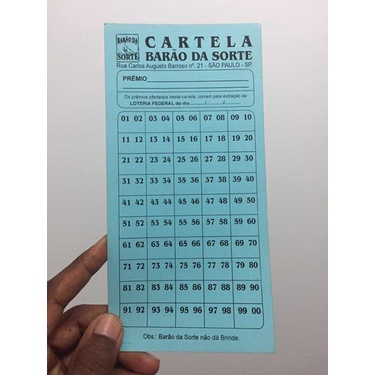 BARÃO DA
SORTE
CARTELA
BARÃO DA SORTE
Rua Carlos Augusto Barroso nº. 21 - SÃO PAULO - SP
PRÊMIO
Os prêmios ofertados nesta cartela, correm pela extração da
LOTERIA FEDERAL do dia ...../...../.....
01 02 03 04 05 06 07 08 09 10
11 12 13 14 15 16 17 18 19 20
21 22 23 24 25 26 27 28 29 30
31 32 33 34 35 36 37 38 39 40
41 42 43 44 45 46 47 48 49 50
51 52 53 54 55 56 57 58 59 60
61 62 63 64 65 66 67 68 69 70
71 72 73 74 75 76 77 78 79 80
81 82 83 84 85 86 87 88 89 90
91 92 93 94 95 96 97 98 99 00
Obs.: Barão da Sorte não dá Brinde.